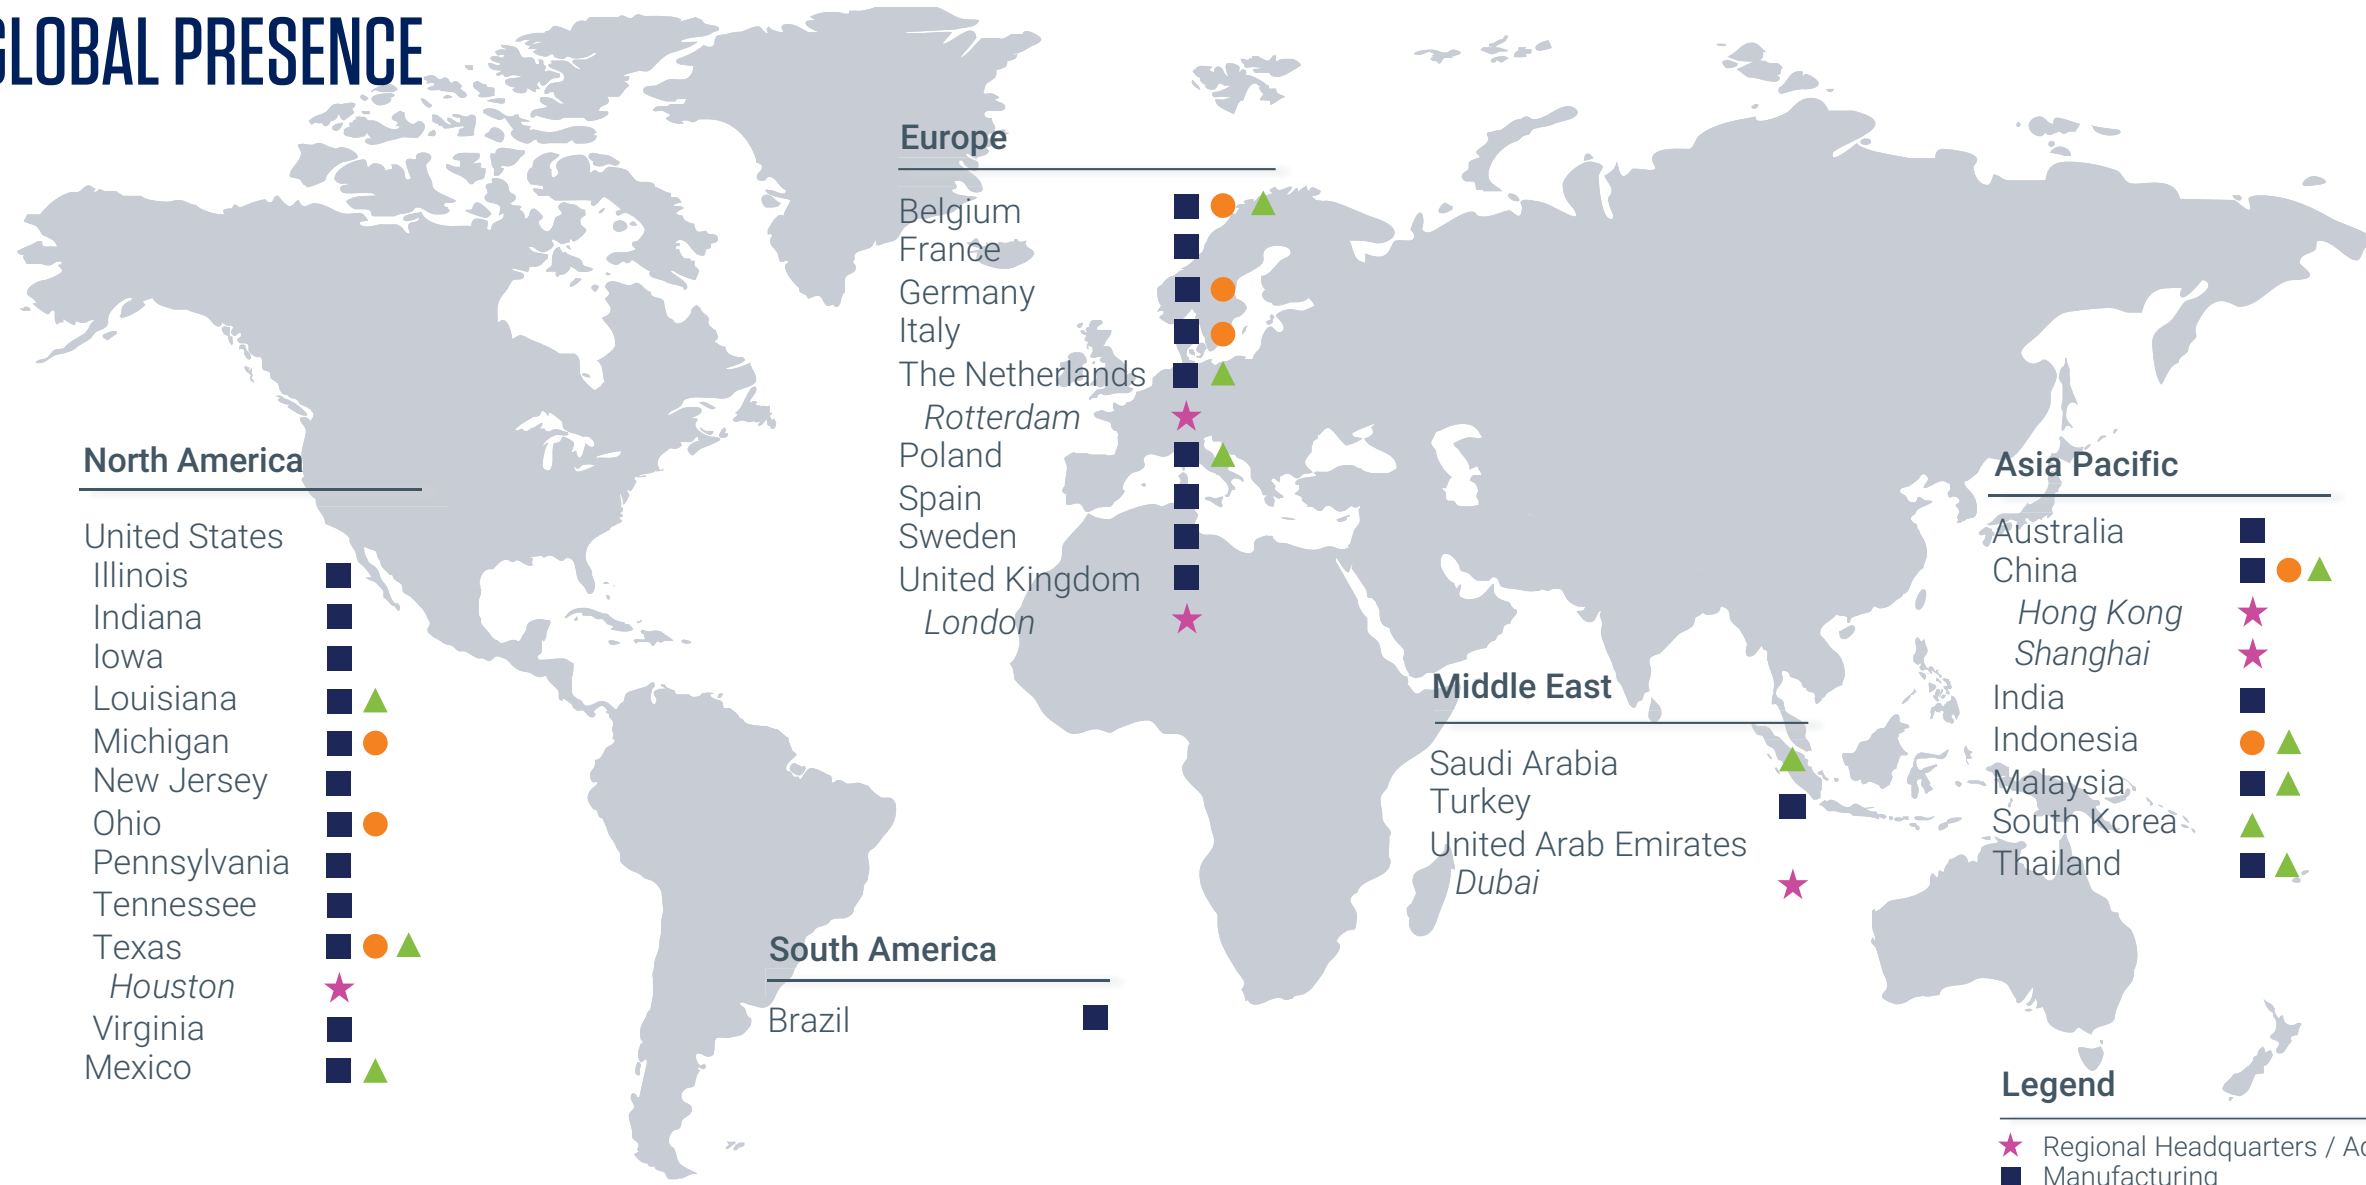 GLOBAL PRESENCE
North America
United States
Illinois
Indiana
Iowa
Louisiana
Michigan
New Jersey
Ohio
Pennsylvania
Tennessee
Texas
Houston
Virginia
Mexico
South America
Brazil
Europe
Belgium
France
Germany
Italy
The Netherlands
Rotterdam
Poland
Spain
Sweden
United Kingdom
London
Middle East
Saudi Arabia
Turkey
United Arab Emirates
Dubai
Asia Pacific
Australia
China
Hong Kong
Shanghai
India
Indonesia
Malaysia
South Korea
Thailand
Legend
Regional Headquarters /
Manufacturing